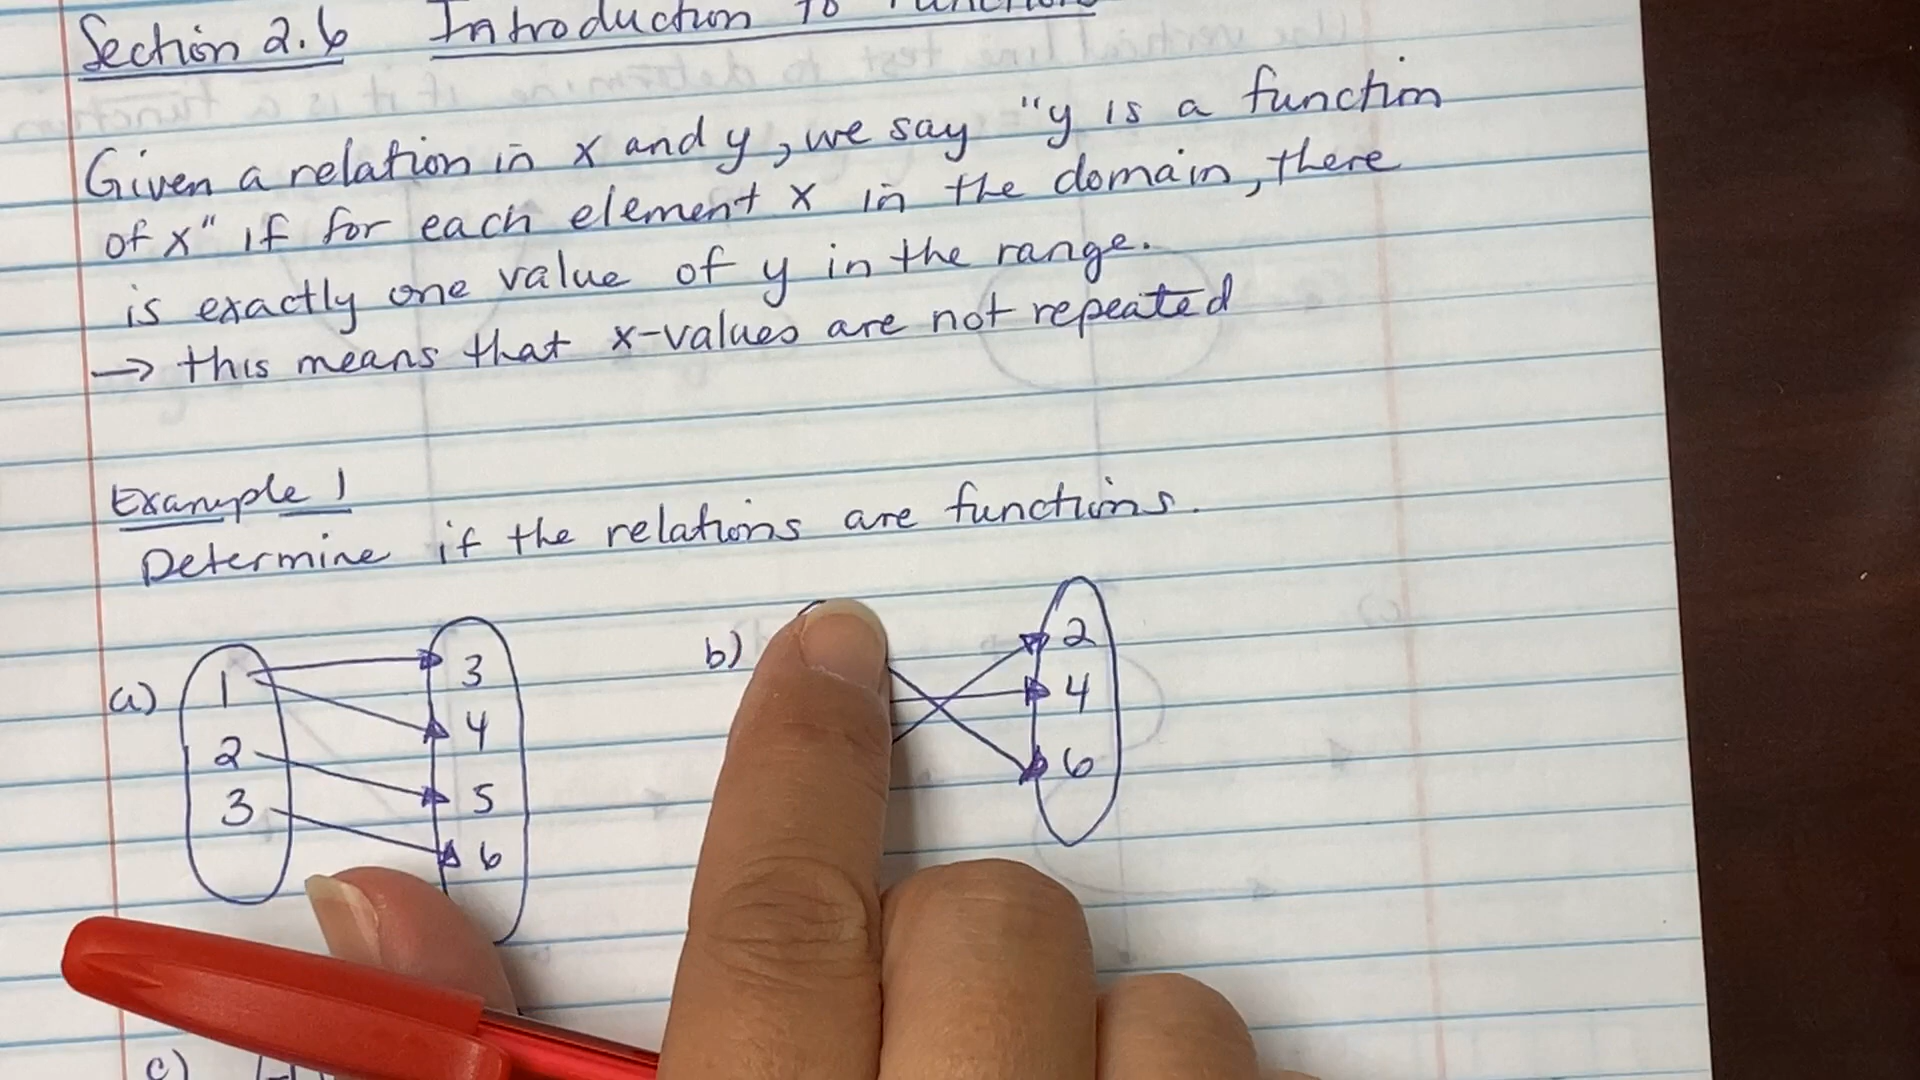 Section 2.6 Introduction to Functions
Given a relation in x and y, we say "y is a function
of x" if for each element x in the domain, there
is exactly one value of y in the range.
→ this means that x-values are not repeated
Example 1
Determine if the relations are functions.
a) 1 2 3
3 4 5 6
b)
2 4 6
c)